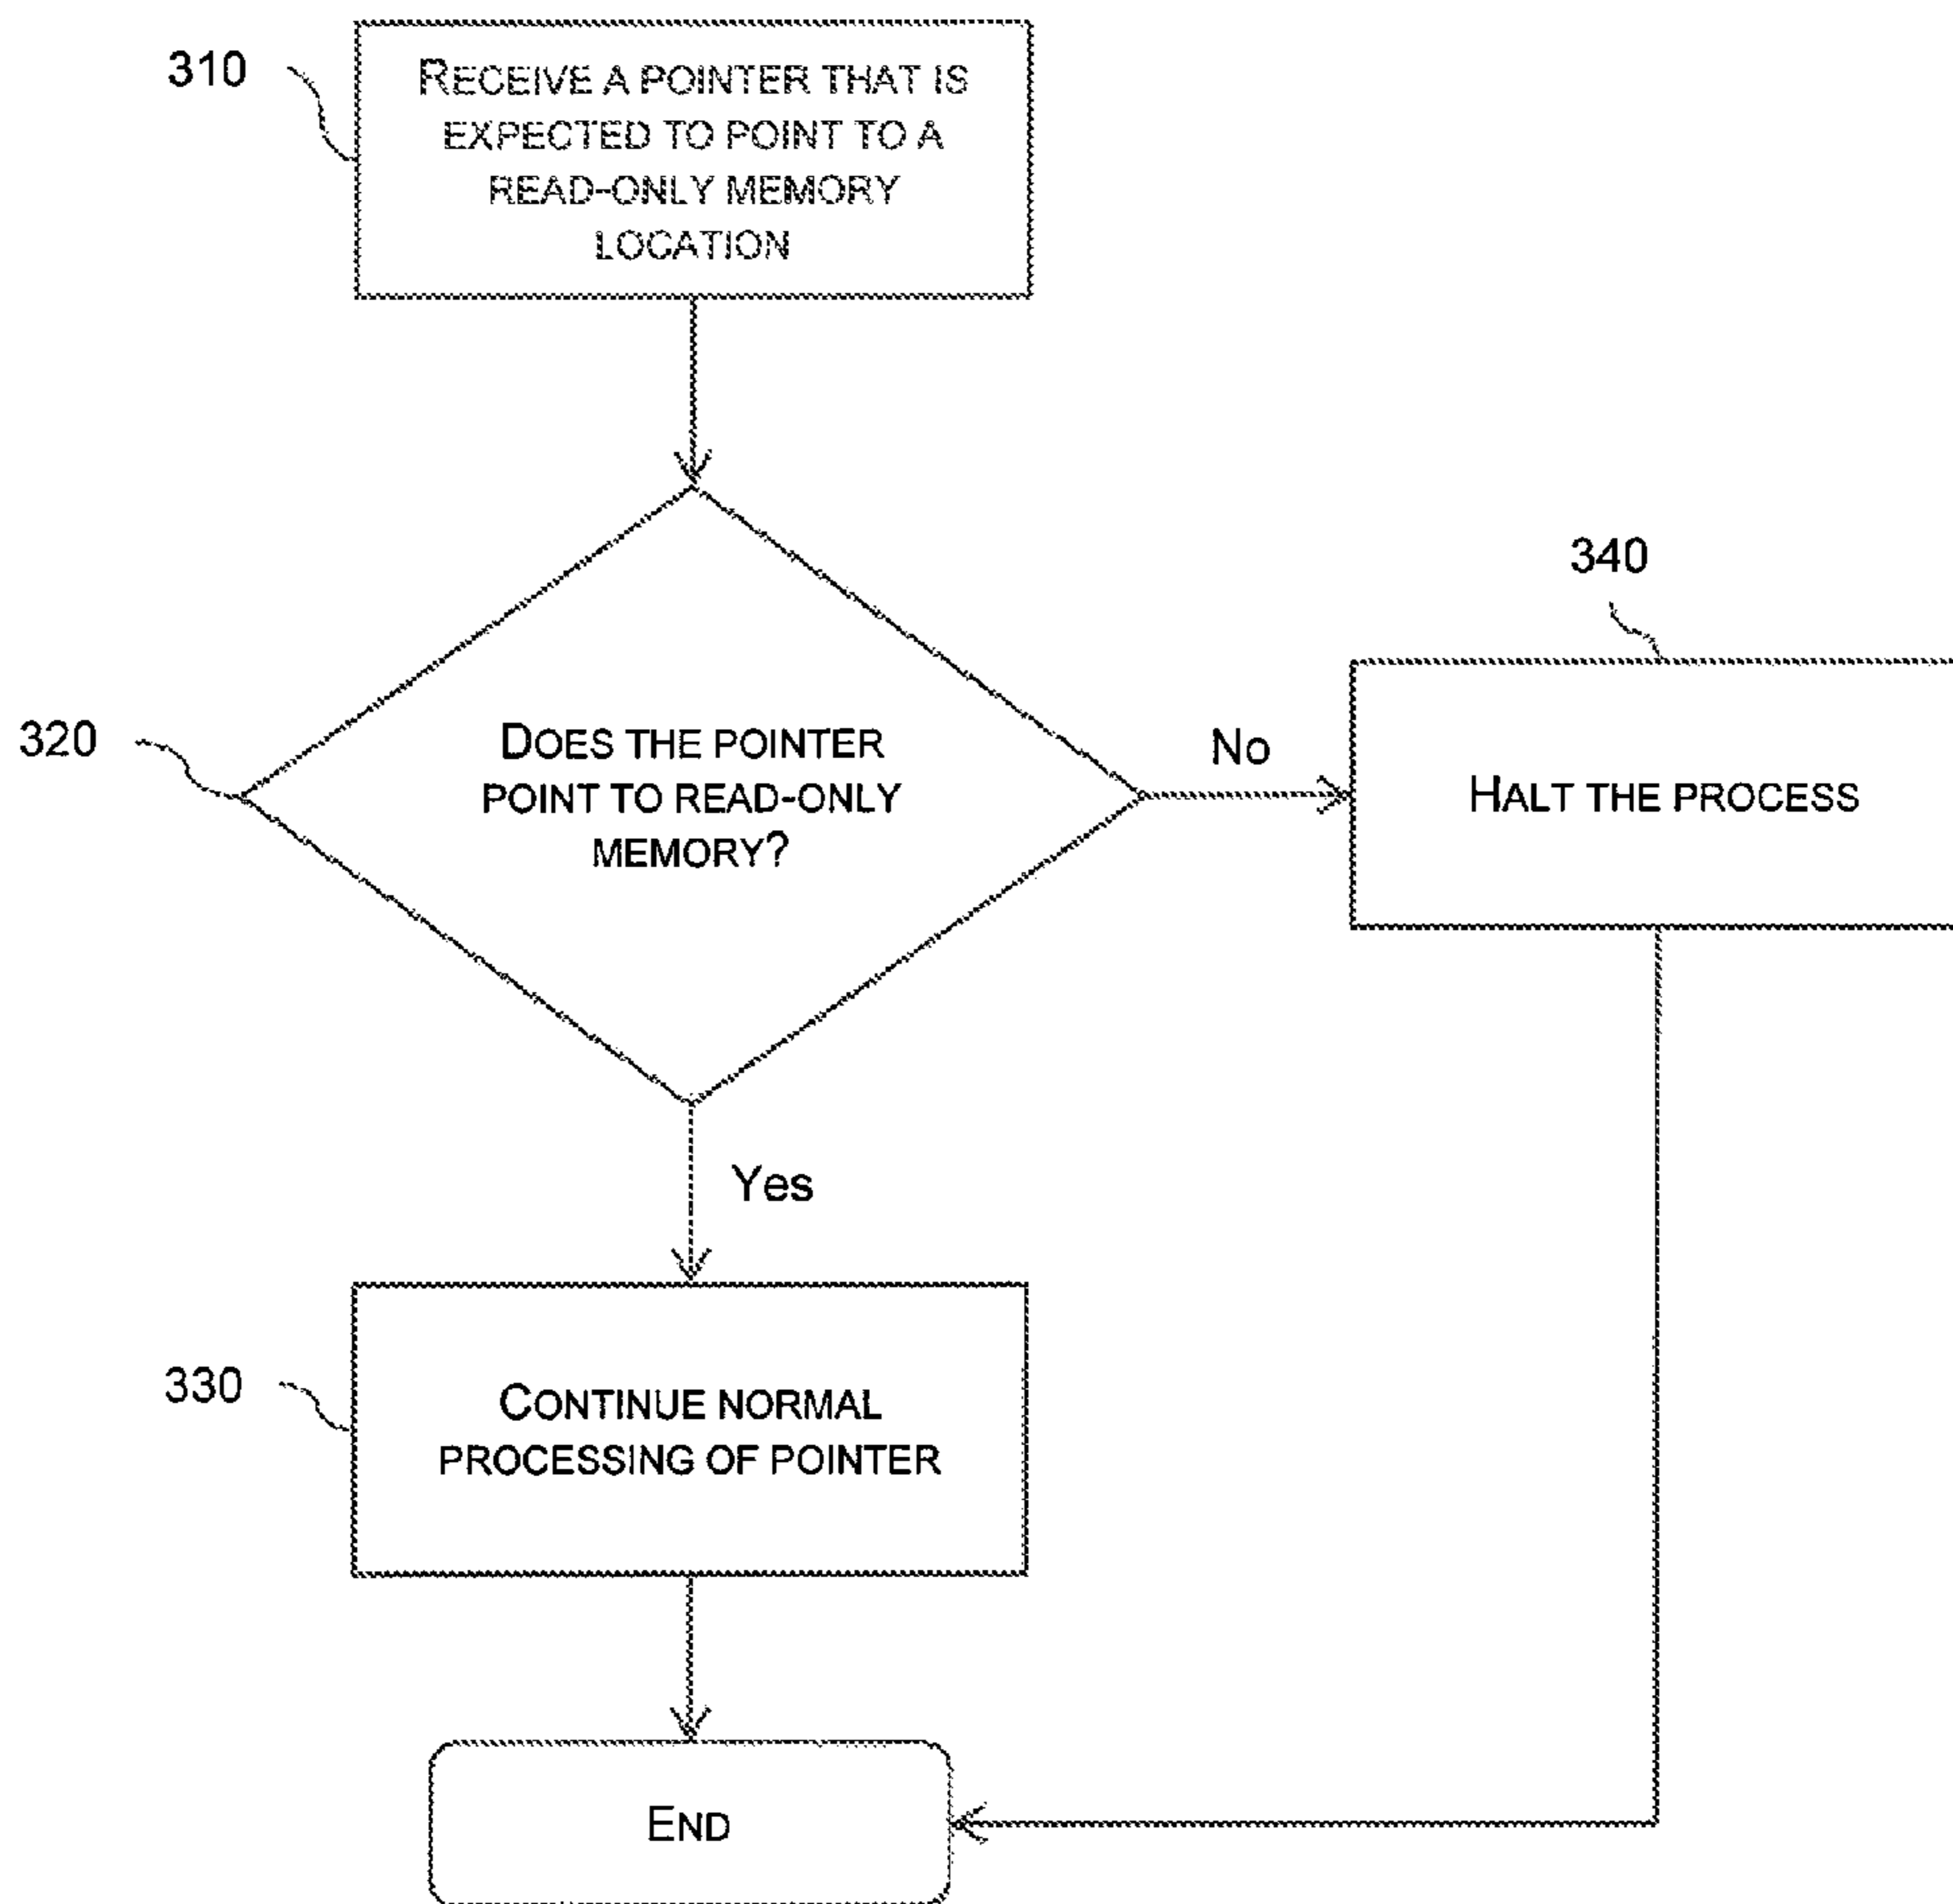 310
RECEIVE A POINTER THAT IS
EXPECTED TO POINT TO A
READ-ONLY MEMORY
LOCATION
320
DOES THE POINTER
POINT TO READ-ONLY
MEMORY?
No
340
HALT THE PROCESS
Yes
330
CONTINUE NORMAL
PROCESSING OF POINTER
END